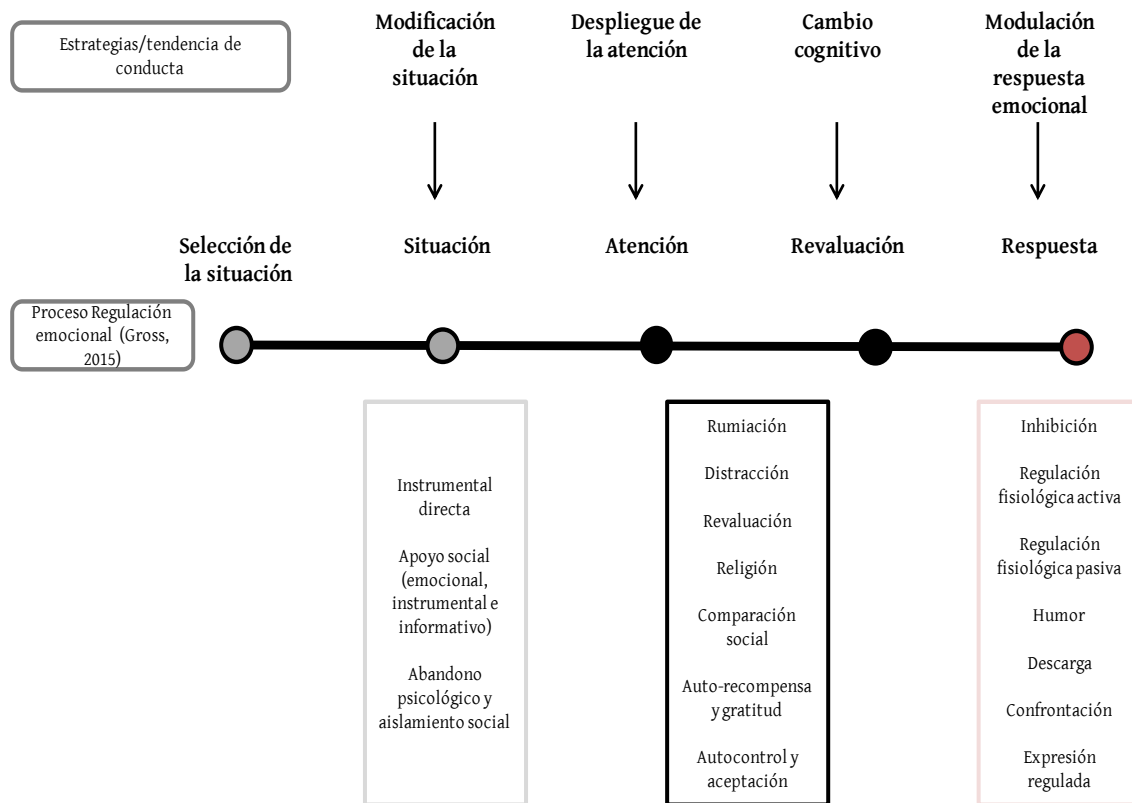 Estrategias/tendencia de
conducta
Modificación
de la
situación
Despliegue de
la atención
Cambio
cognitivo
Modulación
de la
respuesta
emocional
Selección de
la situación
Situación
Atención
Revaluación
Respuesta
Proceso Regulación
emocional (Gross,
2015)
Instrumental
directa
Apoyo social
(emocional,
instrumental e
informativo)
Abandono
psicológico y
aislamiento social
Rumiación
Distracción
Revaluación
Religión
Comparación
social
Auto-recompensa
y gratitud
Autocontrol y
aceptación
Inhibición
Regulación
fisiológica activa
Regulación
fisiológica pasiva
Humor
Descarga
Confrontación
Expresión
regulada